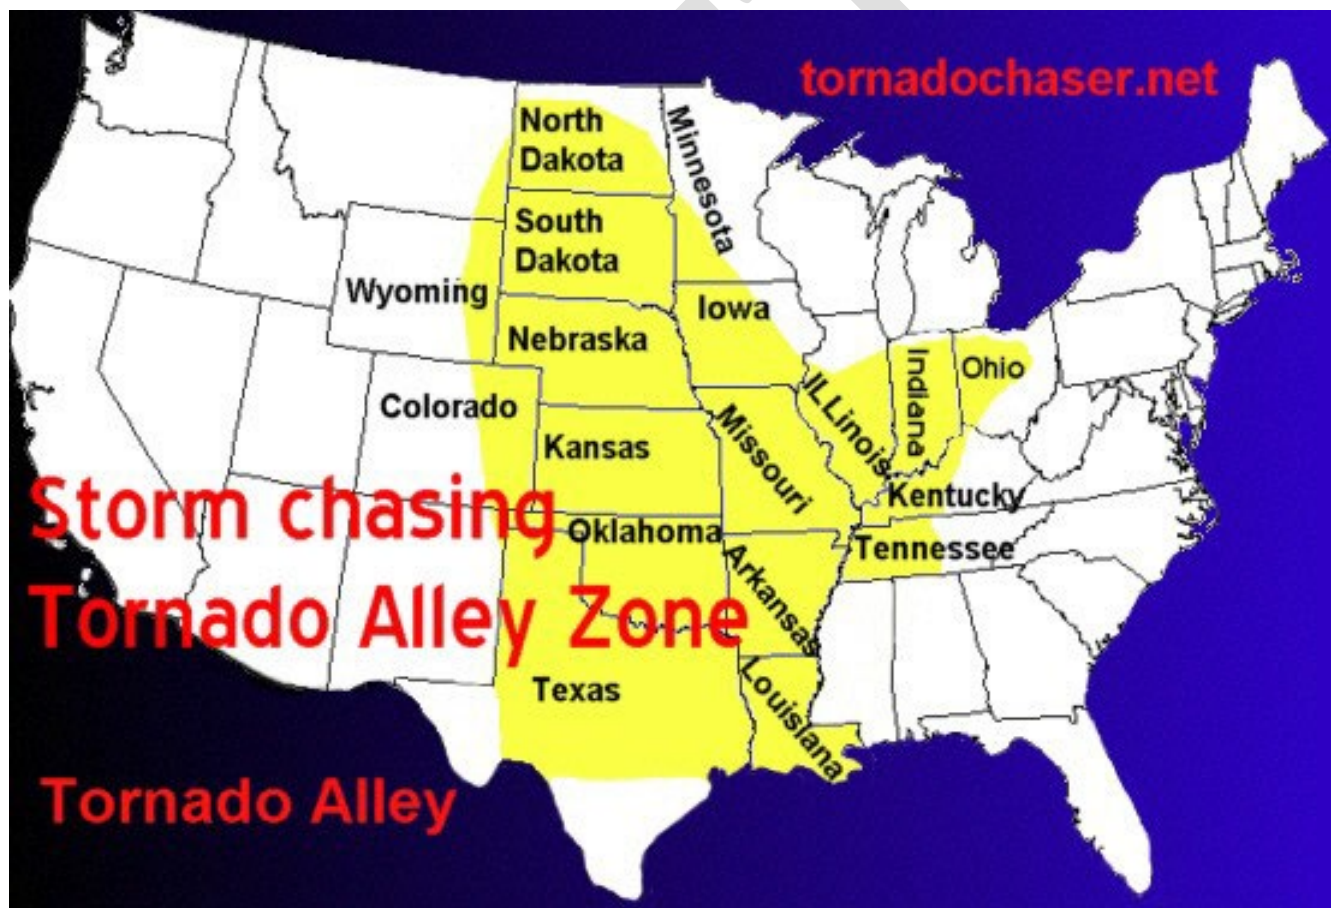 tornadochaser.net
North
Dakota
Minnesota
South
Dakota
Wyoming
Iowa
Nebraska
Ohio
Indiana
ILLinois
Colorado
Missouri
Kansas
Kentucky
Storm chasing
Oklahoma
Tennessee
Arkansas
Tornado Alley Zone
Texas
Louisiana
Tornado Alley